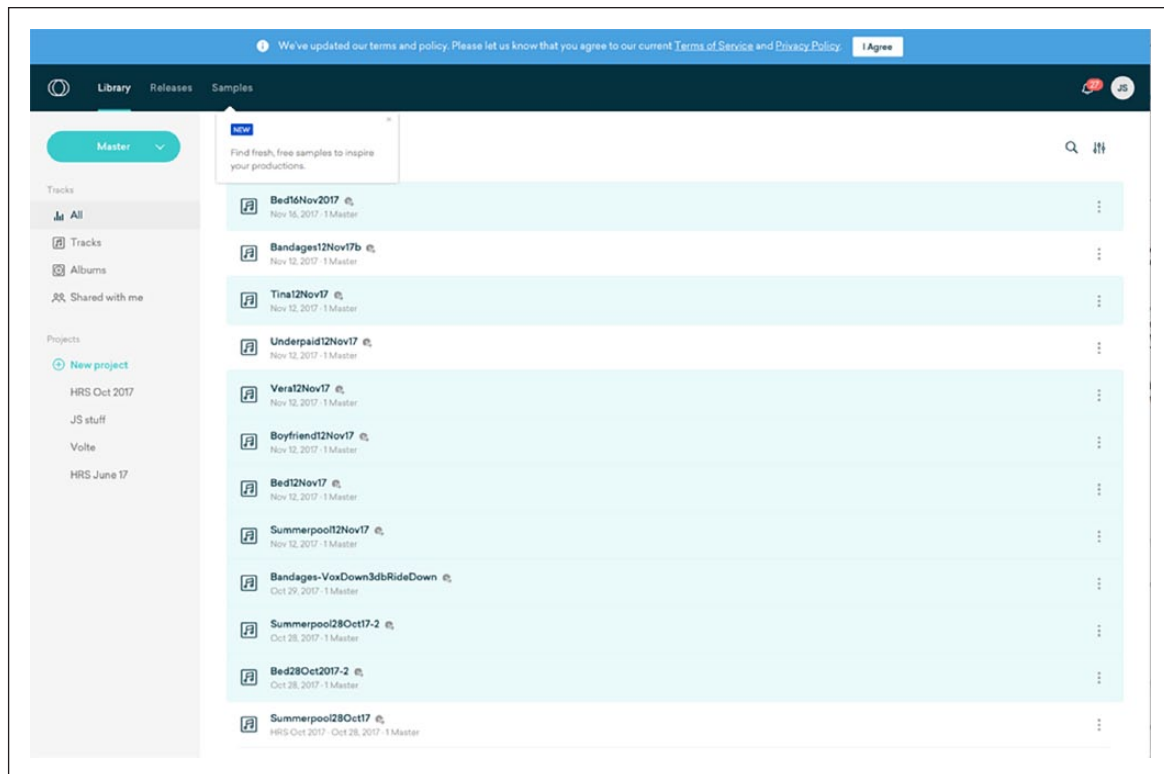 We've updated our terms and policy. Please let us know that you agree to our current Terms of Service and Privacy Policy. I Agree
Library Releases Samples 27 JS
Master
NEW
Find fresh, free samples to inspire
your productions.
Tracks
All
Tracks
Albums
Shared with me
Projects
New project
HRS Oct 2017
JS stuff
Volte
HRS June 17
Bed16Nov2017
Nov 16, 2017 · 1 Master
Bandages12Nov17b
Nov 12, 2017 · 1 Master
Tina12Nov17
Nov 12, 2017 · 1 Master
Underpaid12Nov17
Nov 12, 2017 · 1 Master
Vera12Nov17
Nov 12, 2017 · 1 Master
Boyfriend12Nov17
Nov 12, 2017 · 1 Master
Bed12Nov17
Nov 12, 2017 · 1 Master
Summerpool12Nov17
Nov 12, 2017 · 1 Master
Bandages-VoxDown3dbRideDown
Oct 29, 2017 · 1 Master
Summerpool28Oct17-2
Oct 28, 2017 · 1 Master
Bed28Oct2017-2
Oct 28, 2017 · 1 Master
Summerpool28Oct17
HRS Oct 2017 · Oct 28, 2017 · 1 Master